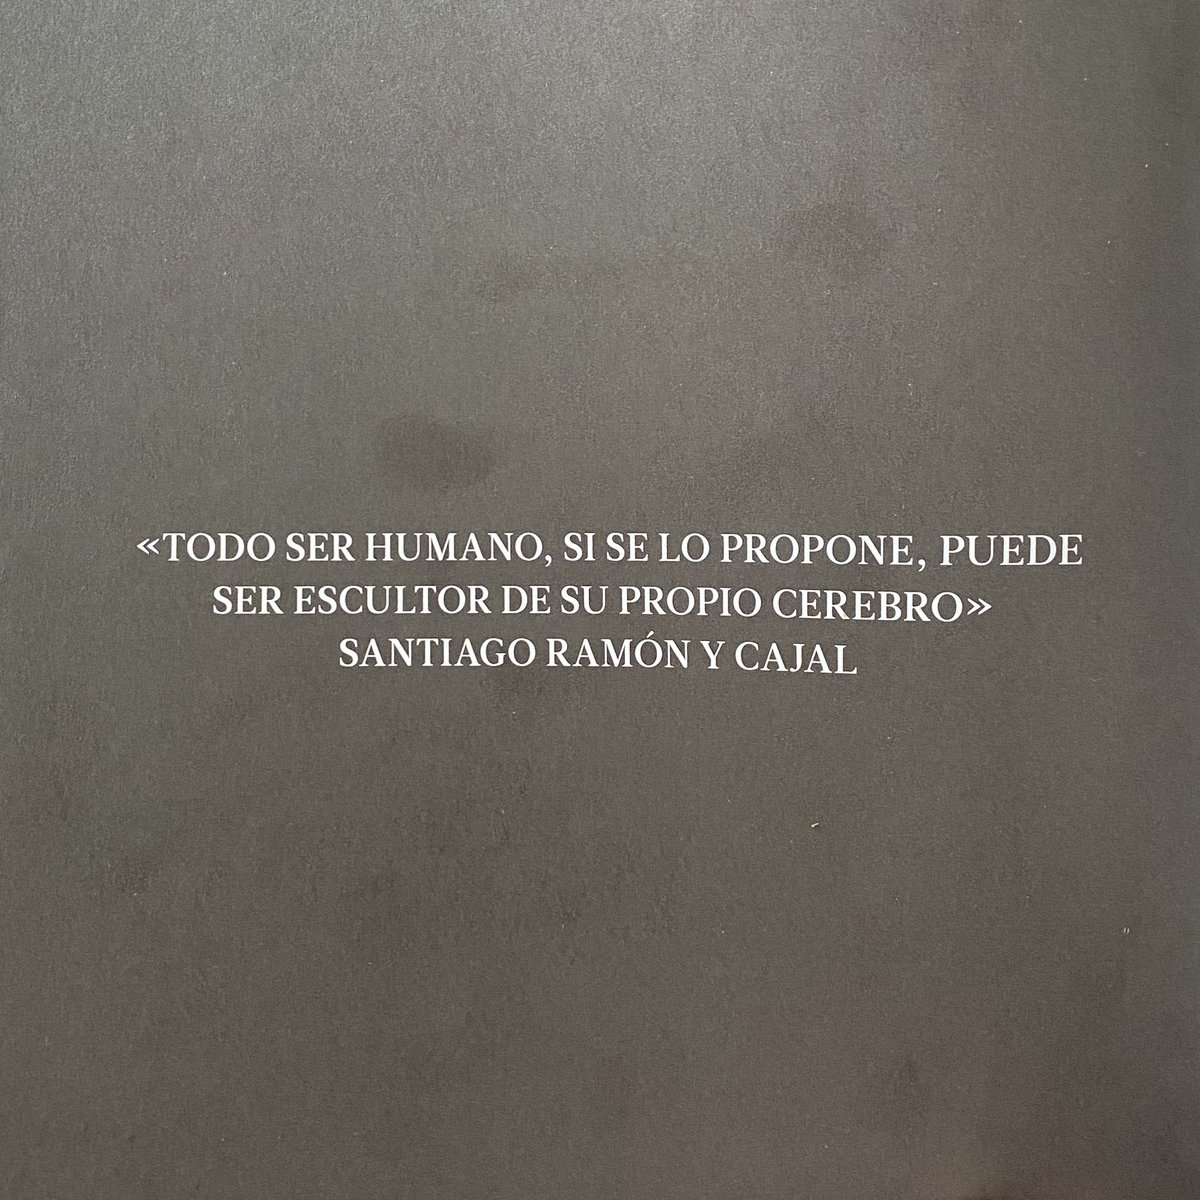 «TODO SER HUMANO, SI SE LO PROPONE, PUEDE
SER ESCULTOR DE SU PROPIO CEREBRO»
SANTIAGO RAMÓN Y CAJAL